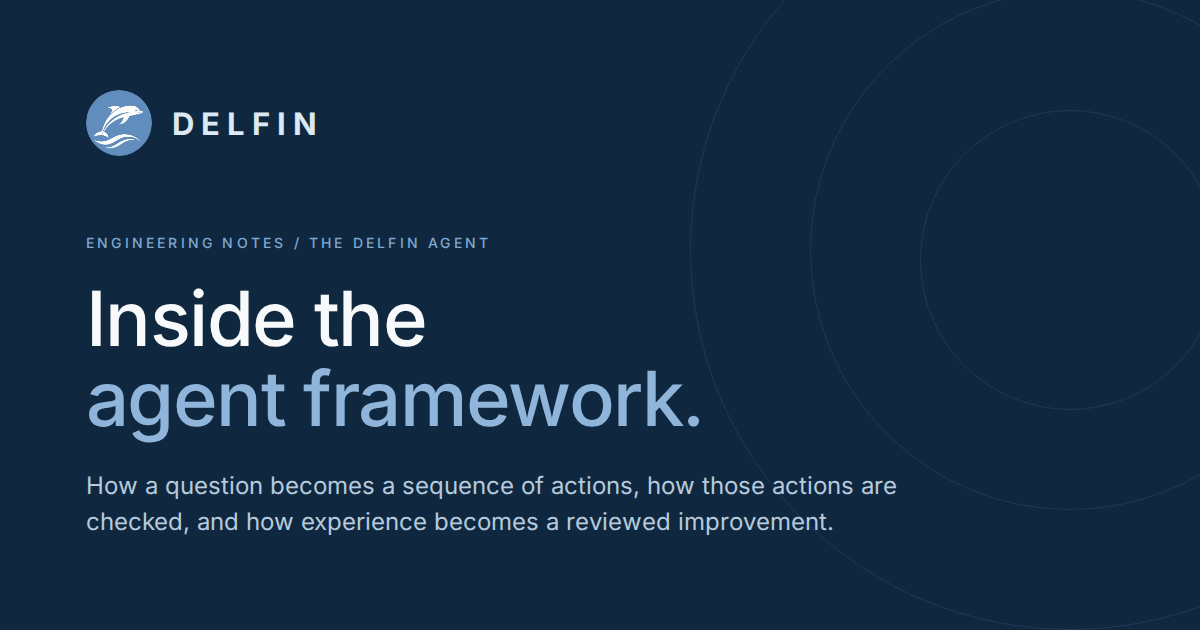 DELFIN
ENGINEERING NOTES / THE DELFIN AGENT
Inside the
agent framework.
How a question becomes a sequence of actions, how those actions are
checked, and how experience becomes a reviewed improvement.